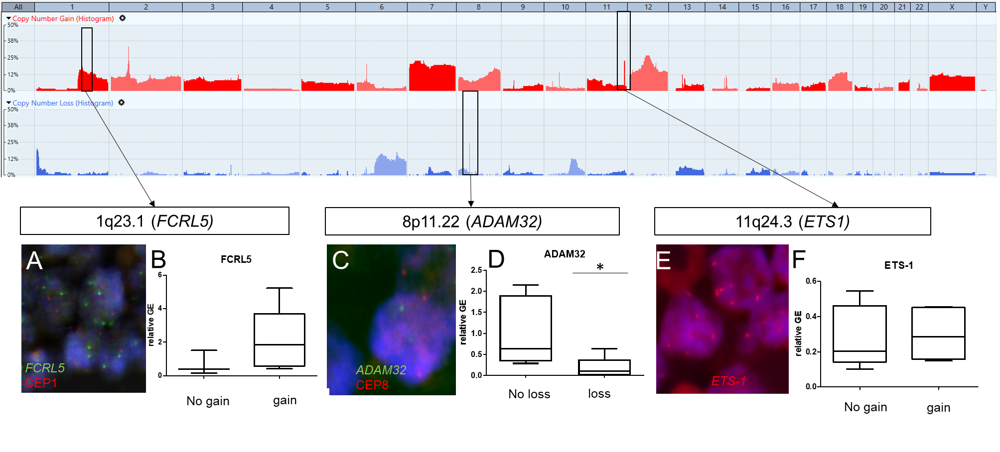 All 1 2 3 4 5 6 7 8 9 10 11 12 13 14 15 16 17 18 19 20 21 22 X Y
Copy Number Gain (Histogram)
50%
38%
25%
12%
0%
Copy Number Loss (Histogram)
50%
38%
25%
12%
0%
1q23.1 (FCRL5)
8p11.22 (ADAM32)
11q24.3 (ETS1)
A
FCRL5
CEP1
B
FCRL5
relative GE
6
4
2
0
No gain
gain
C
ADAM32
CEP8
D
ADAM32
*
relative GE
2.5
2.0
1.5
1.0
0.5
0.0
No loss
loss
E
ETS-1
F
ETS-1
relative GE
0.6
0.4
0.2
0.0
No gain
gain